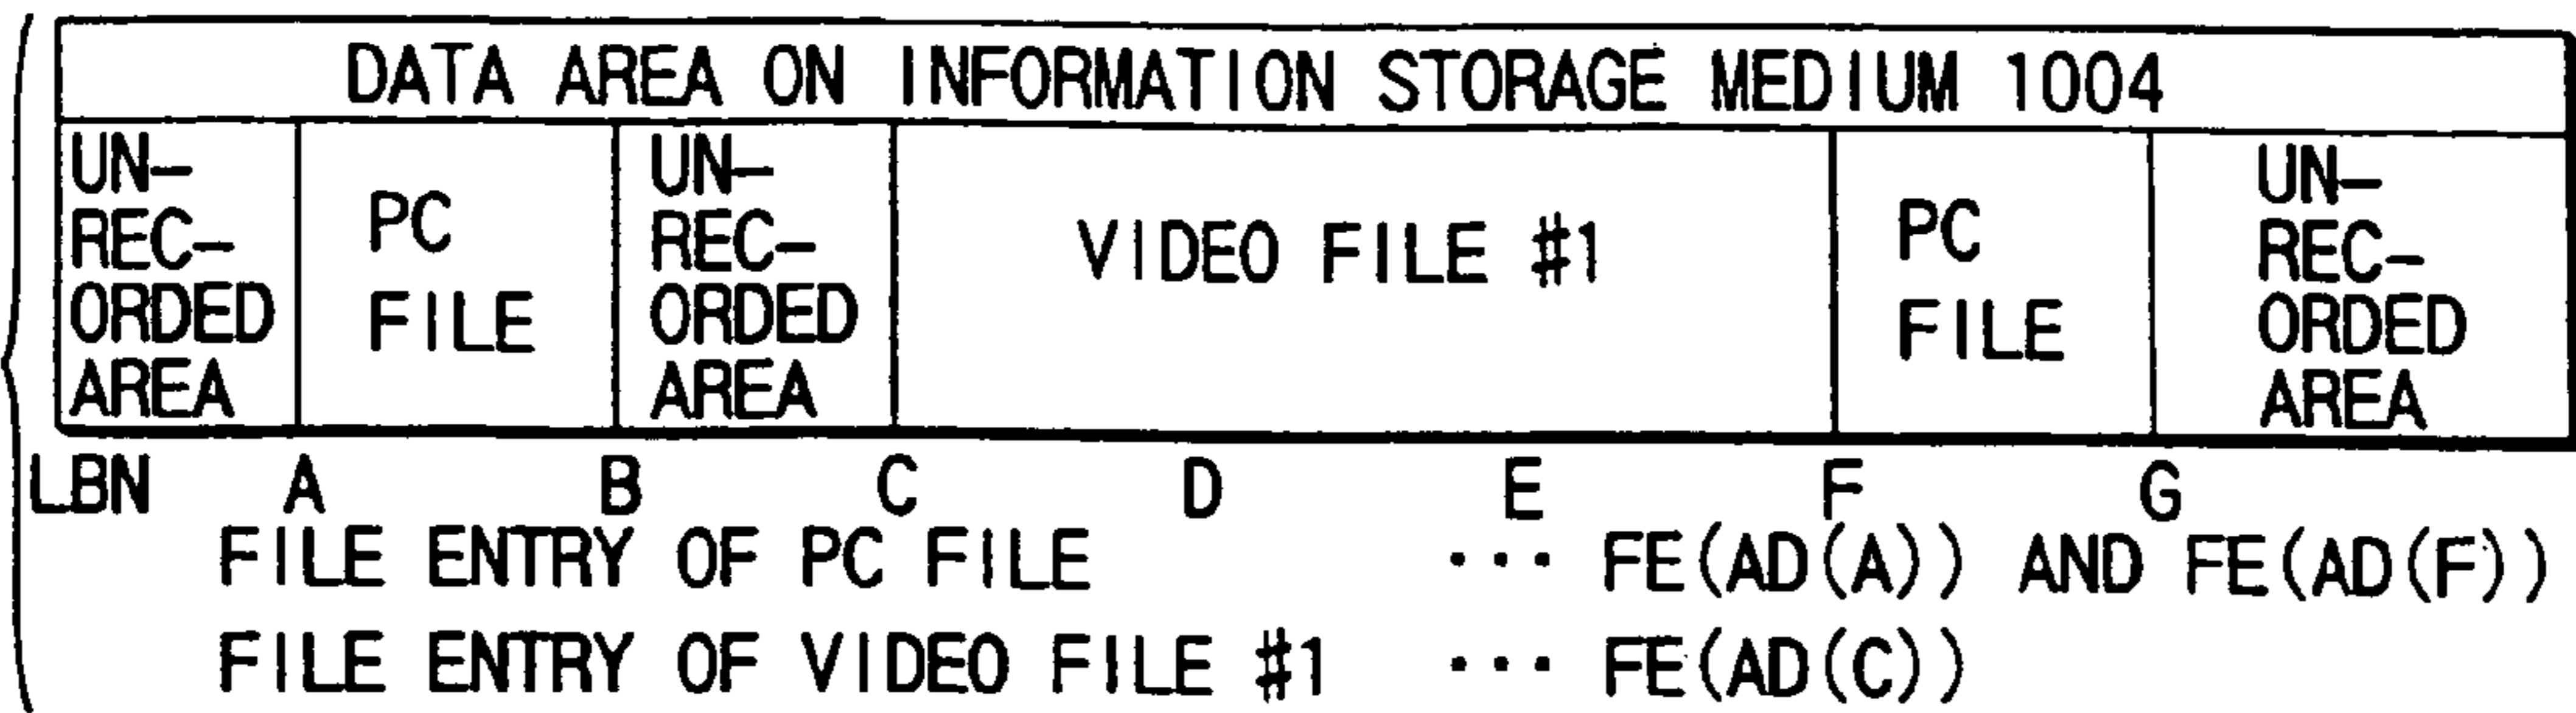 DATA AREA ON INFORMATION STORAGE MEDIUM 1004
UN-
REC-
ORDED
AREA
PC
FILE
UN-
REC-
ORDED
AREA
VIDEO FILE #1
PC
FILE
UN-
REC-
ORDED
AREA
LBN A B C D E F G
FILE ENTRY OF PC FILE ··· FE(AD(A)) AND FE(AD(F))
FILE ENTRY OF VIDEO FILE #1 ··· FE(AD(C))